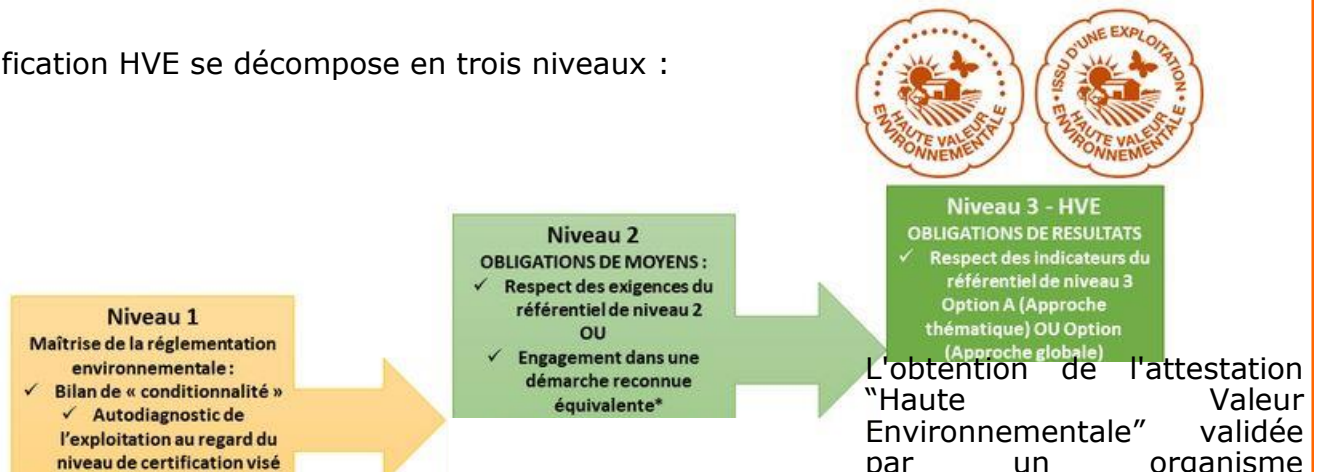 fication HVE se décompose en trois niveaux :
HAUTE VALEUR
ENVIRONNEMENTALE
ISSU D'UNE EXPLOITATION
HAUTE VALEUR
ENVIRONNEMENTALE
Niveau 1
Maîtrise de la réglementation
environnementale :
✓ Bilan de « conditionnalité »
✓ Autodiagnostic de
l'exploitation au regard du
niveau de certification visé
Niveau 2
OBLIGATIONS DE MOYENS :
✓ Respect des exigences du
référentiel de niveau 2
OU
✓ Engagement dans une
démarche reconnue
équivalente*
Niveau 3 - HVE
OBLIGATIONS DE RESULTATS
✓ Respect des indicateurs du
référentiel de niveau 3
Option A (Approche
thématique) OU Option
(Approche globale)
L'obtention de l'attestation
“Haute Valeur
Environnementale” validée
par un organisme